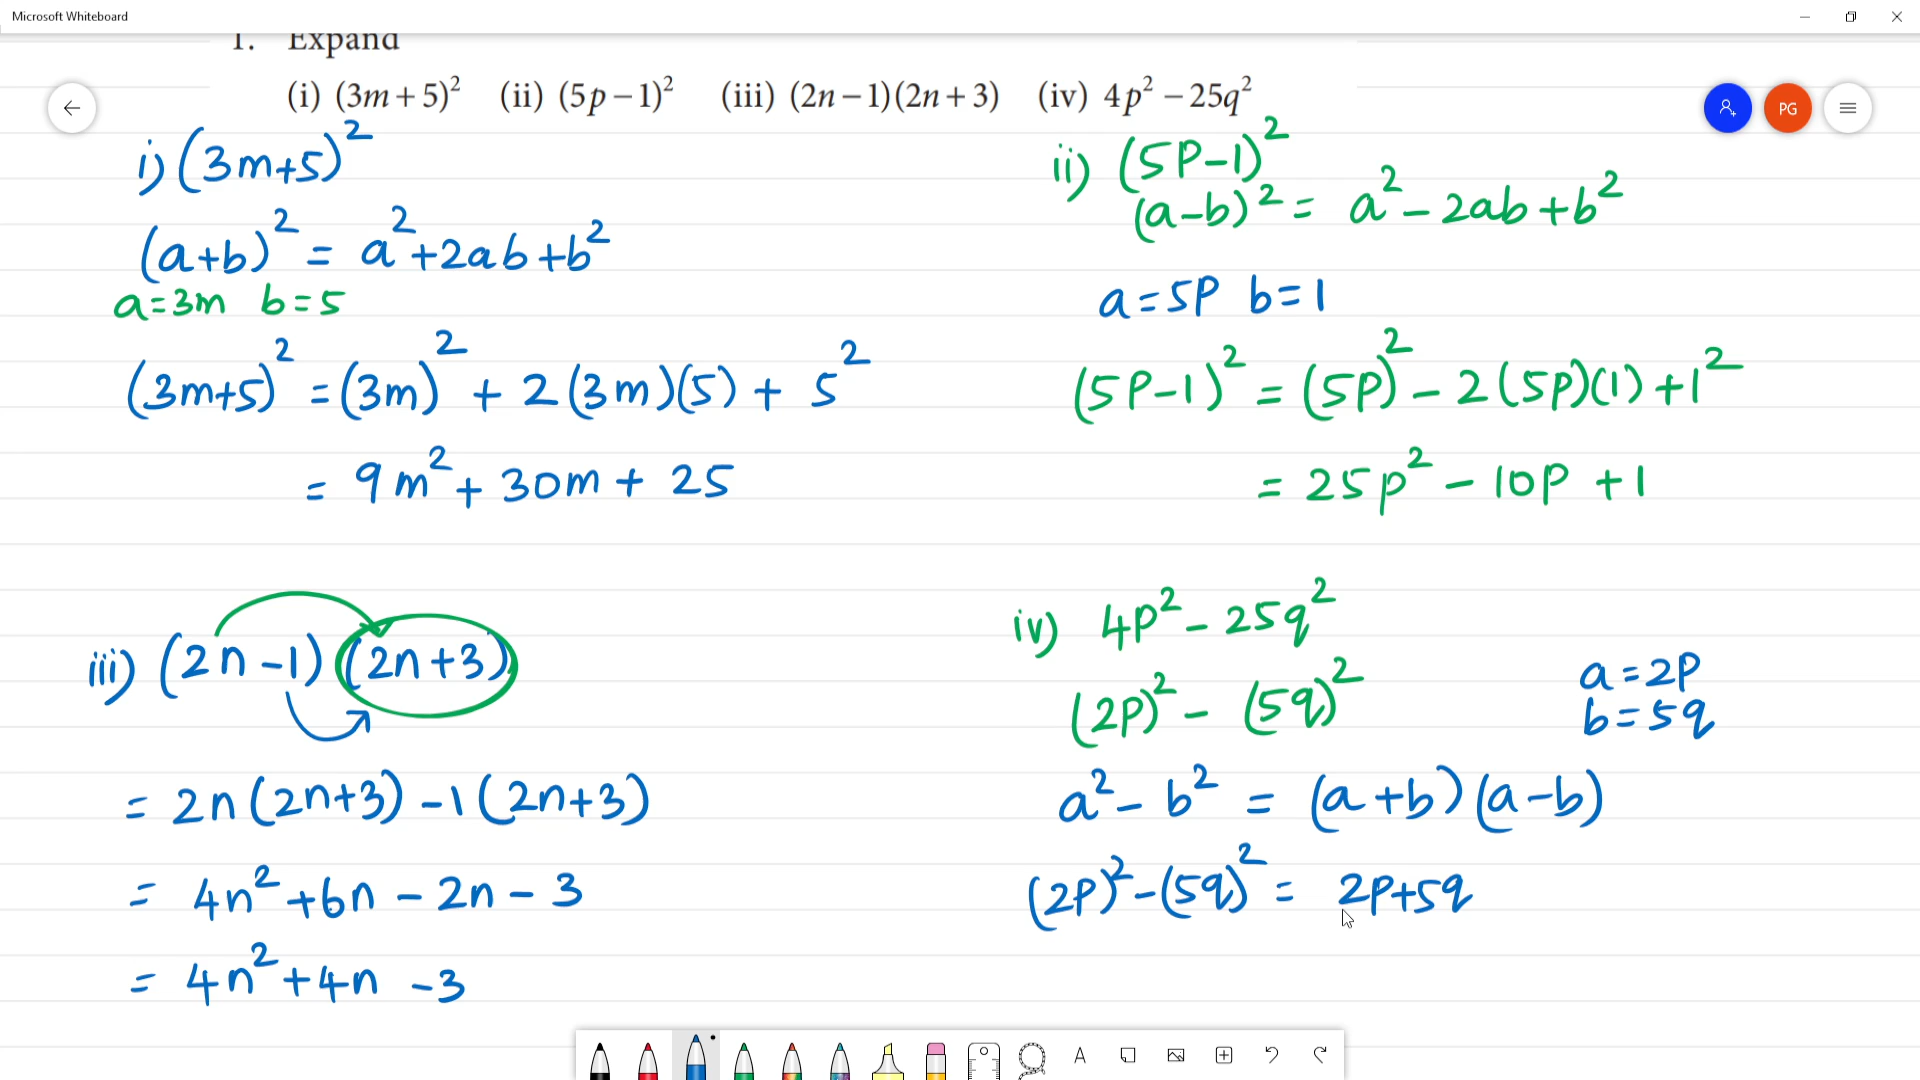 Microsoft Whiteboard
1. Expand
(i) (3m + 5)² (ii) (5p – 1)² (iii) (2n – 1)(2n + 3) (iv) 4p² – 25q²
PG
i) (3m+5)²
(a+b)² = a²+2ab+b²
a=3m b=5
(3m+5)² = (3m)² + 2(3m)(5) + 5²
= 9m² + 30m + 25
ii) (5P-1)²
(a-b)² = a² - 2ab+b²
a=5P b=1
(5P-1)² = (5P)² - 2(5P)(1) + 1²
= 25p² - 10P + 1
iii) (2n-1)(2n+3)
= 2n(2n+3) -1(2n+3)
= 4n² +6n - 2n - 3
= 4n² +4n -3
iv) 4P² - 25q²
(2P)² - (5q)²
a=2P
b=5q
a² - b² = (a+b)(a-b)
(2P)² - (5q)² = 2P+5q
A